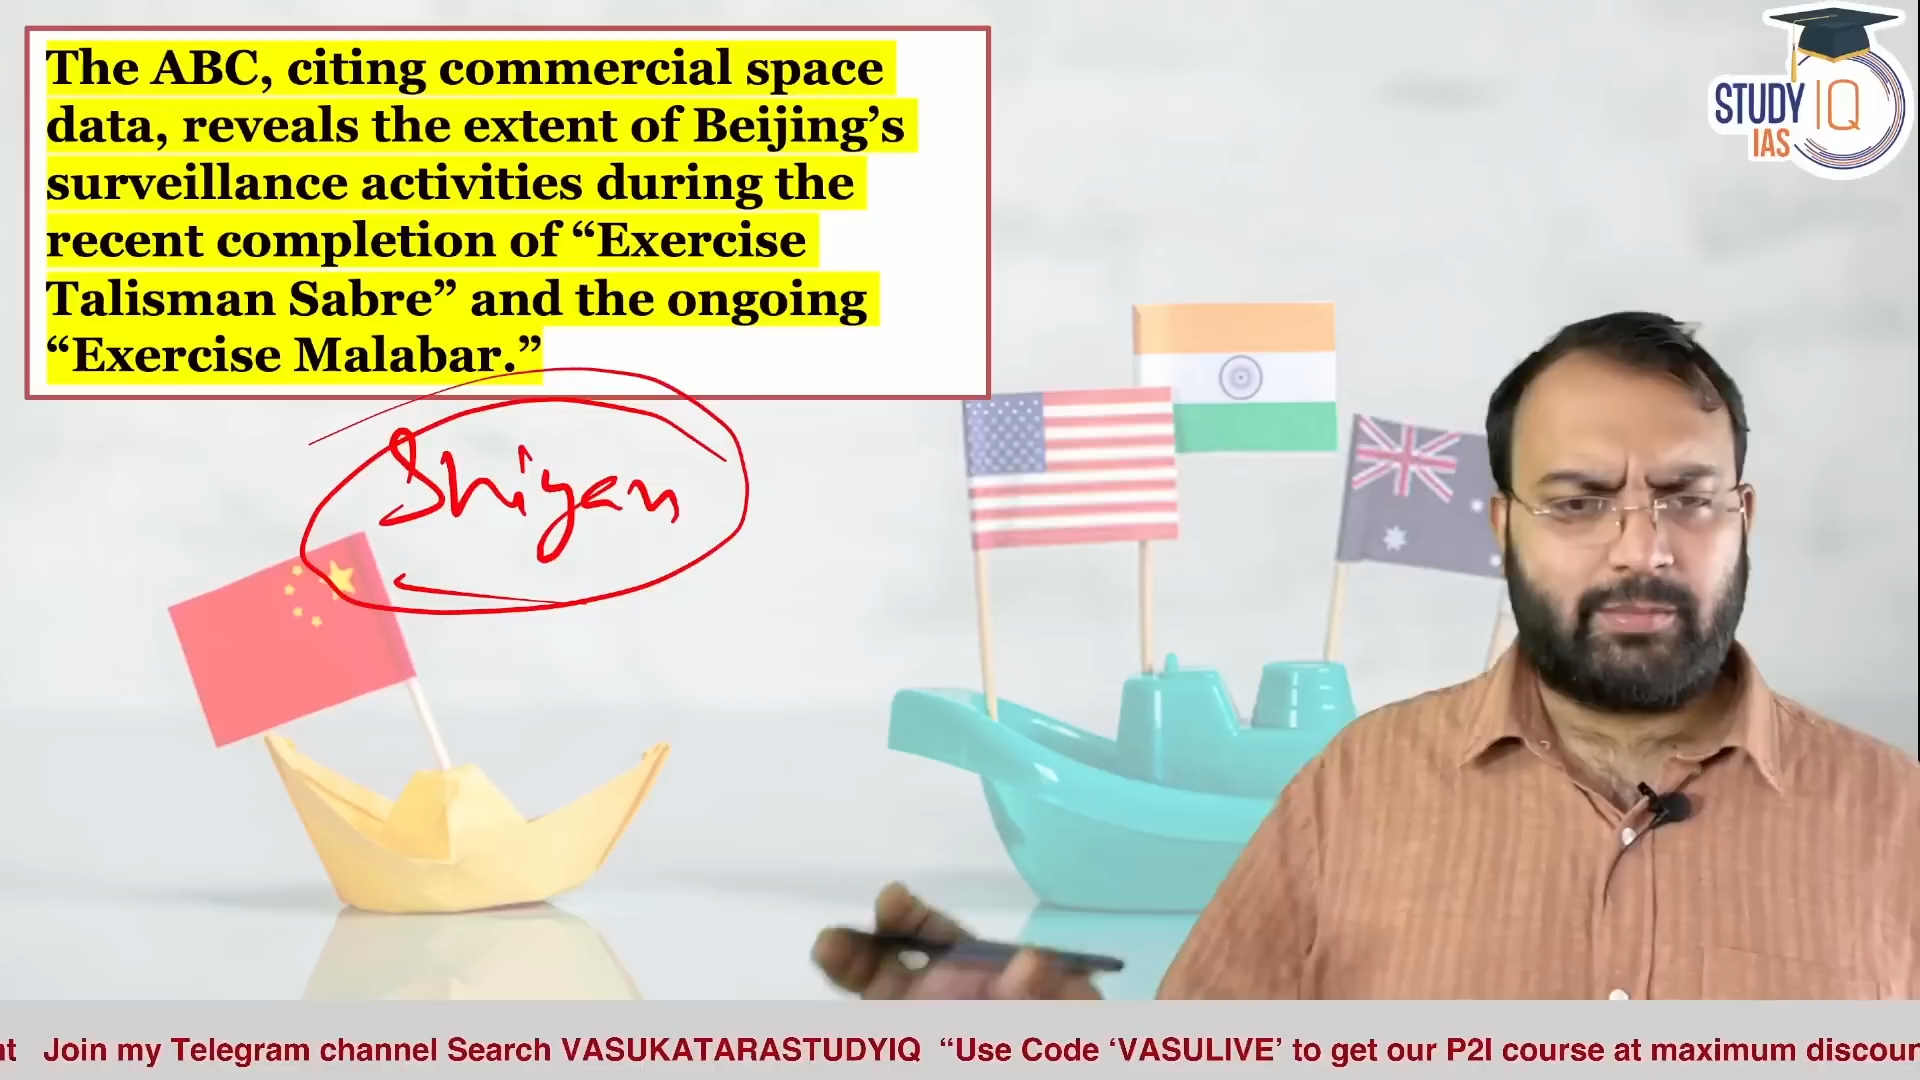 The ABC, citing commercial space
data, reveals the extent of Beijing’s
surveillance activities during the
recent completion of “Exercise
Talisman Sabre” and the ongoing
“Exercise Malabar.”
STUDY IQ
IAS
Shiyan
Join my Telegram channel Search VASUKATARASTUDYIQ “Use Code ‘VASULIVE’ to get our P2I course at maximum discoun